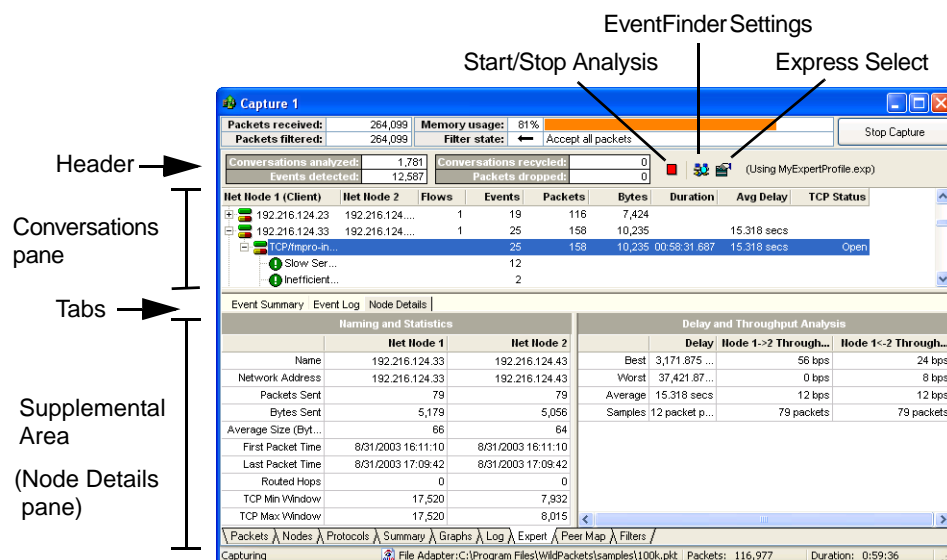 EventFinder Settings
Start/Stop Analysis
Express Select
Capture 1
Packets received: 264,099 Memory usage: 81%
Packets filtered: 264,099 Filter state: Accept all packets
Stop Capture
Header
Conversations analyzed: 1,781 Conversations recycled: 0
Events detected: 12,587 Packets dropped: 0
(Using MyExpertProfile.exp)
Conversations pane
Net Node 1 (Client) Net Node 2 Flows Events Packets Bytes Duration Avg Delay TCP Status
192.216.124.23 192.216.124.... 1 19 116 7,424
192.216.124.33 192.216.124.... 1 25 158 10,235 15.318 secs
TCP/fmpro-in... 25 158 10,235 00:58:31.687 15.318 secs Open
Slow Ser... 12
Inefficient... 2
Tabs
Event Summary Event Log Node Details
Supplemental Area
(Node Details pane)
Naming and Statistics
Net Node 1 Net Node 2
Name 192.216.124.33 192.216.124.43
Network Address 192.216.124.33 192.216.124.43
Packets Sent 79 79
Bytes Sent 5,179 5,056
Average Size (Byt... 66 64
First Packet Time 8/31/2003 16:11:10 8/31/2003 16:11:10
Last Packet Time 8/31/2003 17:09:42 8/31/2003 17:09:42
Routed Hops 0 0
TCP Min Window 17,520 7,932
TCP Max Window 17,520 8,015
Delay and Throughput Analysis
Delay Node 1->2 Through... Node 1<-2 Through...
Best 3,171.875 ... 56 bps 24 bps
Worst 37,421.87... 0 bps 8 bps
Average 15.318 secs 12 bps 12 bps
Samples 12 packet p... 79 packets 79 packets
Packets Nodes Protocols Summary Graphs Log Expert Peer Map Filters
Capturing File Adapter:C:\Program Files\WildPackets\samples\100k.pkt Packets: 116,977 Duration: 0:59:36